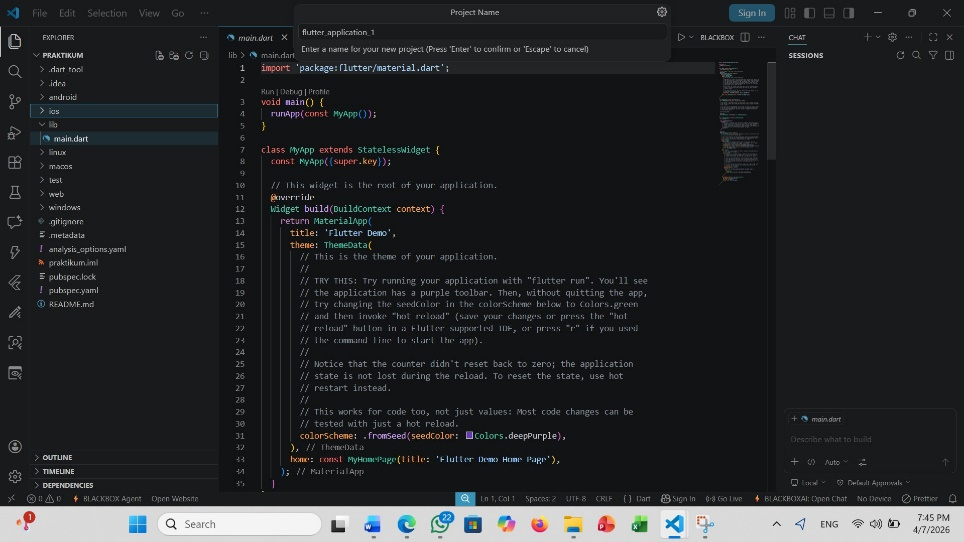 File Edit Selection View Go ···
Project Name
Sign In
flutter_application_1
Enter a name for your new project (Press 'Enter' to confirm or 'Escape' to cancel)
EXPLORER
main.dart
BLACKBOX
CHAT
PRAKTIKUM
lib > main.dart
SESSIONS
.dart_tool
.idea
android
ios
lib
main.dart
linux
macos
test
web
windows
.gitignore
.metadata
! analysis_options.yaml
praktikum.iml
pubspec.lock
! pubspec.yaml
README.md
OUTLINE
TIMELINE
DEPENDENCIES
1 import 'package:flutter/material.dart';
2
Run | Debug | Profile
3 void main() {
4 runApp(const MyApp());
5 }
6
7 class MyApp extends StatelessWidget {
8 const MyApp({super.key});
9
10 // This widget is the root of your application.
11 @override
12 Widget build(BuildContext context) {
13 return MaterialApp(
14 title: 'Flutter Demo',
15 theme: ThemeData(
16 // This is the theme of your application.
17 //
18 // TRY THIS: Try running your application with "flutter run". You'll see
19 // the application has a purple toolbar. Then, without quitting the app,
20 // try changing the seedColor in the colorScheme below to Colors.green
21 // and then invoke "hot reload" (save your changes or press the "hot
22 // reload" button in a Flutter supported IDE, or press "r" if you used
23 // the command line to start the app).
24 //
25 // Notice that the counter didn't reset back to zero; the application
26 // state is not lost during the reload. To reset the state, use hot
27 // restart instead.
28 //
29 // This works for code too, not just values: Most code changes can be
30 // tested with just a hot reload.
31 colorScheme: .fromSeed(seedColor: Colors.deepPurple),
32 ), // ThemeData
33 home: const MyHomePage(title: 'Flutter Demo Home Page'),
34 ); // MaterialApp
35 }
+ main.dart
Describe what to build
Auto
Local
Default Approvals
0 0
BLACKBOX Agent
Open Website
Ln 1, Col 1
Spaces: 2
UTF-8
CRLF
{ } Dart
Sign In
Go Live
BLACKBOXAI: Open Chat
No Device
Prettier
1
Search
22
ENG
7:45 PM
4/7/2026